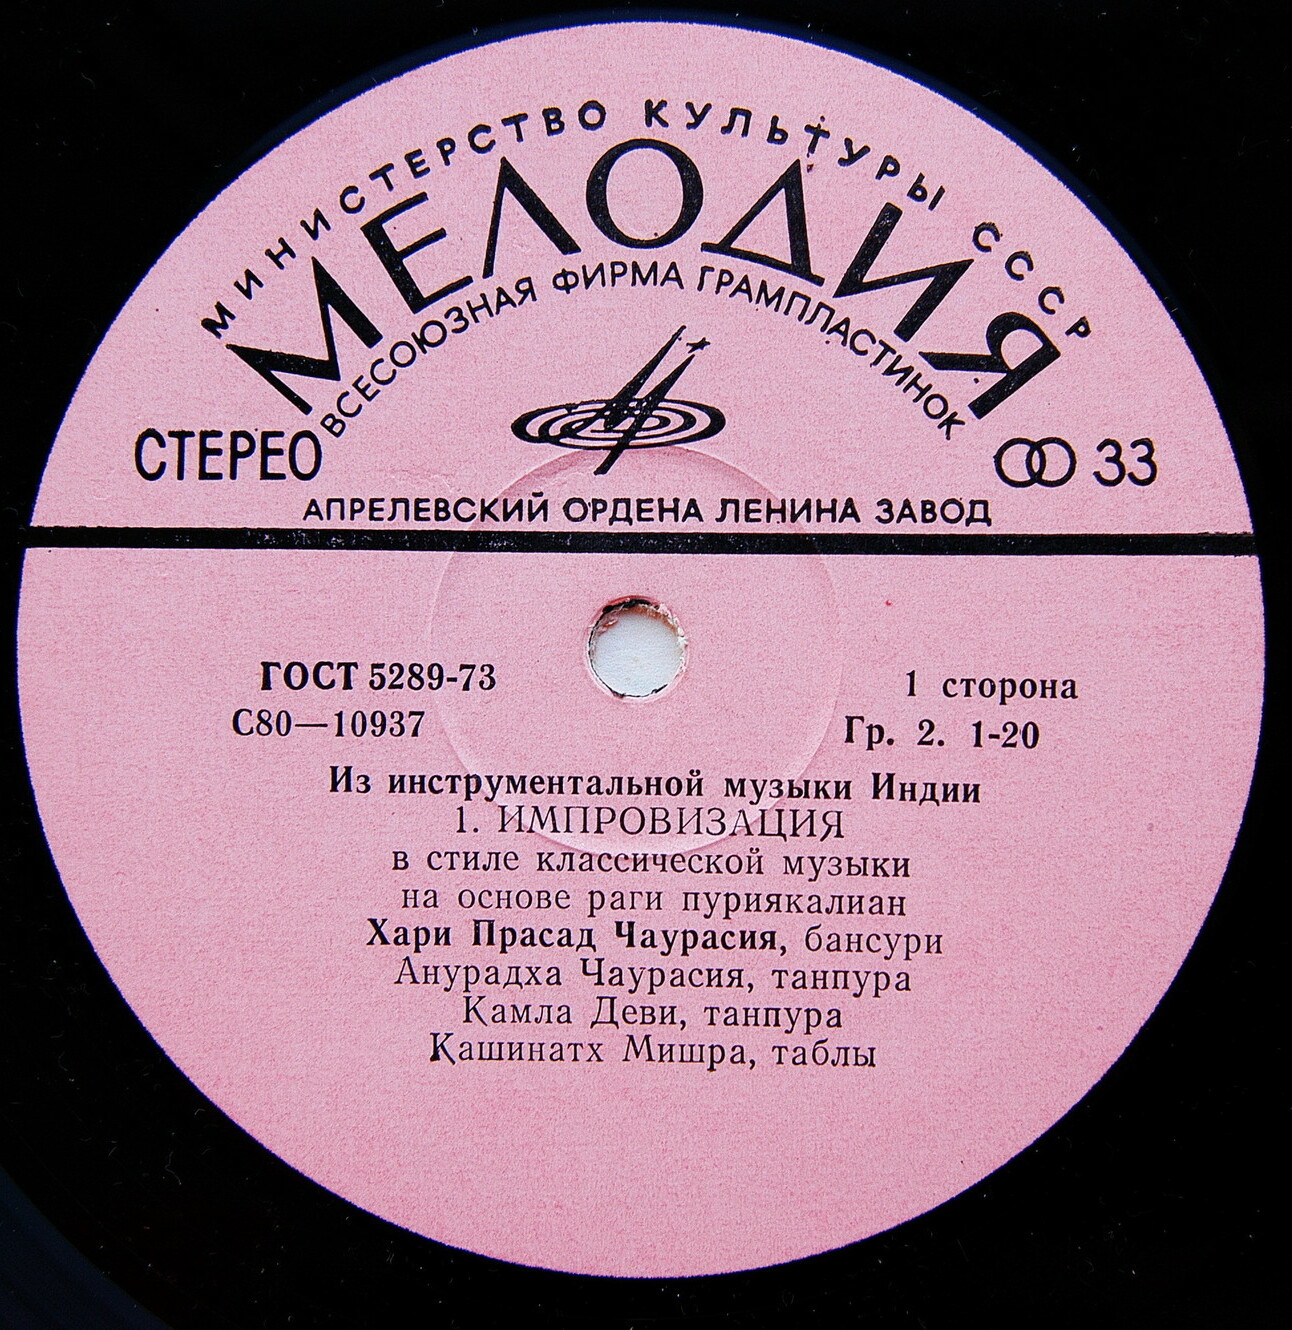 МИНИСТЕРСТВО КУЛЬТУРЫ СССР
МЕЛОДИЯ
ВСЕСОЮЗНАЯ ФИРМА ГРАМПЛАСТИНОК
СТЕРЕО
33
АПРЕЛЕВСКИЙ ОРДЕНА ЛЕНИНА ЗАВОД
ГОСТ 5289-73
1 сторона
С80—10937
Гр. 2. 1-20
Из инструментальной музыки Индии
1. ИМПРОВИЗАЦИЯ
в стиле классической музыки
на основе раги пуриякалиан
Хари Прасад Чаурасия, бансури
Анурадха Чаурасия, танпура
Камла Деви, танпура
Кашинатх Мишра, таблы